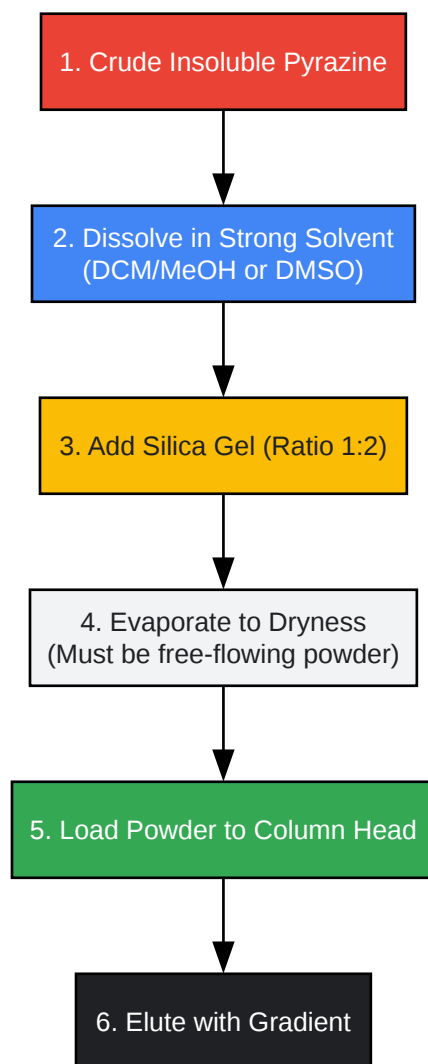 1. Crude Insoluble Pyrazine
2. Dissolve in Strong Solvent
(DCM/MeOH or DMSO)
3. Add Silica Gel (Ratio 1:2)
4. Evaporate to Dryness
(Must be free-flowing powder)
5. Load Powder to Column Head
6. Elute with Gradient